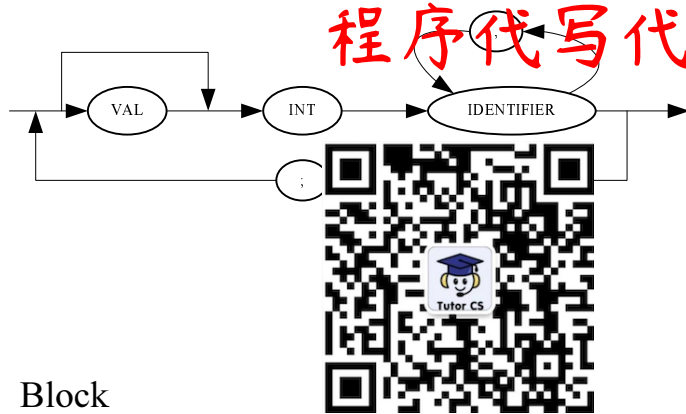 程序代写代
,
VAL INT IDENTIFIER
;
Tutor CS
Block